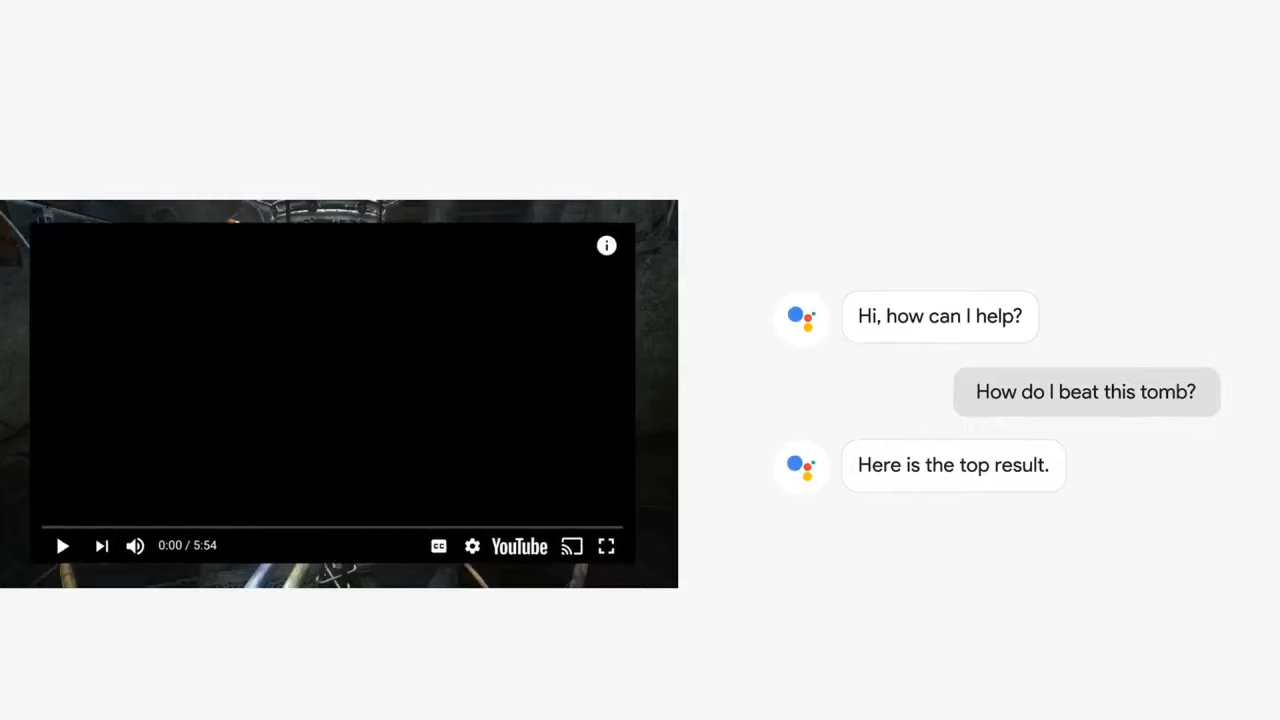 0:00 / 5:54
CC
YouTube
Hi, how can I help?
How do I beat this tomb?
Here is the top result.